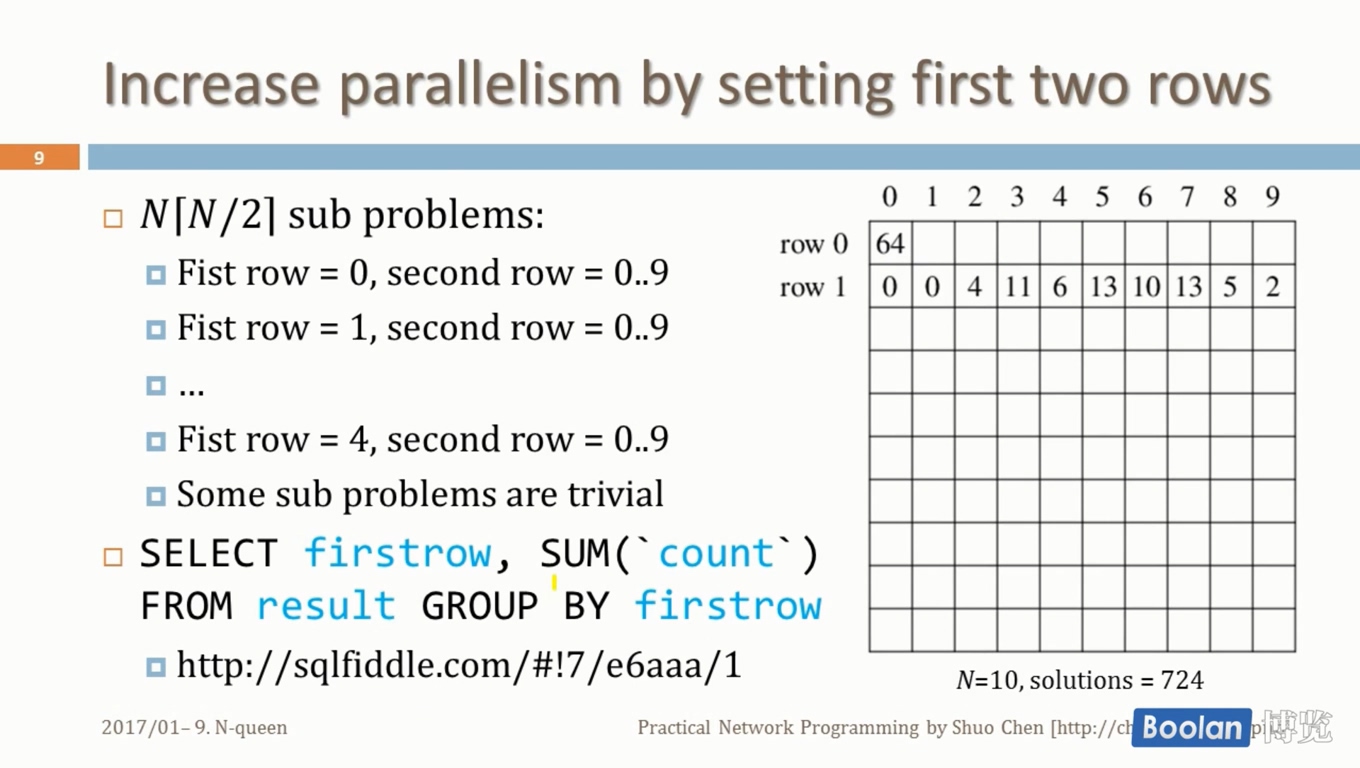 Increase parallelism by setting first two rows
9
N⌈N/2⌉ sub problems:
Fist row = 0, second row = 0..9
Fist row = 1, second row = 0..9
...
Fist row = 4, second row = 0..9
Some sub problems are trivial
SELECT firstrow, SUM(`count`)
FROM result GROUP BY firstrow
http://sqlfiddle.com/#!7/e6aaa/1
0 1 2 3 4 5 6 7 8 9
row 0 64
row 1 0 0 4 11 6 13 10 13 5 2
N=10, solutions = 724
2017/01– 9. N-queen
Practical Network Programming by Shuo Chen [http://ch
Boolan 博览